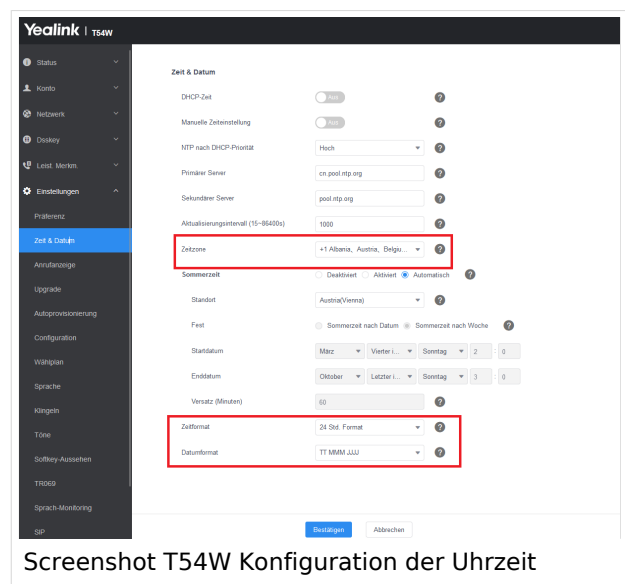 Yealink | T54W
Status
Konto
Netzwerk
Dsskey
Leist. Merkm.
Einstellungen
Präferenz
Zeit & Datum
Anrufanzeige
Upgrade
Autoprovisionierung
Configuration
Wählplan
Sprache
Klingeln
Töne
Softkey-Aussehen
TR069
Sprach-Monitoring
SIP
Zeit & Datum
DHCP-Zeit Aus ?
Manuelle Zeiteinstellung Aus ?
NTP nach DHCP-Priorität Hoch ?
Primärer Server cn.pool.ntp.org ?
Sekundärer Server pool.ntp.org ?
Aktualisierungsintervall (15~86400s) 1000 ?
Zeitzone +1 Albania、Austria、Belgiu... ?
Sommerzeit Deaktiviert Aktiviert Automatisch ?
Standort Austria(Vienna) ?
Fest Sommerzeit nach Datum Sommerzeit nach Woche ?
Startdatum März Vierter i... Sonntag 2 : 0
Enddatum Oktober Letzter i... Sonntag 3 : 0
Versatz (Minuten) 60 ?
Zeitformat 24 Std. Format ?
Datumformat TT MMM JJJJ ?
Bestätigen Abbrechen
Screenshot T54W Konfiguration der Uhrzeit